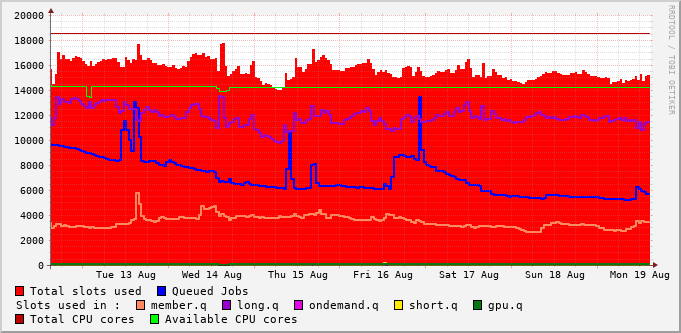 RRDTOOL / TOBI OETIKER
20000
18000
16000
14000
12000
10000
8000
6000
4000
2000
0
Tue 13 Aug Wed 14 Aug Thu 15 Aug Fri 16 Aug Sat 17 Aug Sun 18 Aug Mon 19 Aug
Total slots used Queued Jobs
Slots used in : member.q long.q ondemand.q short.q gpu.q
Total CPU cores Available CPU cores